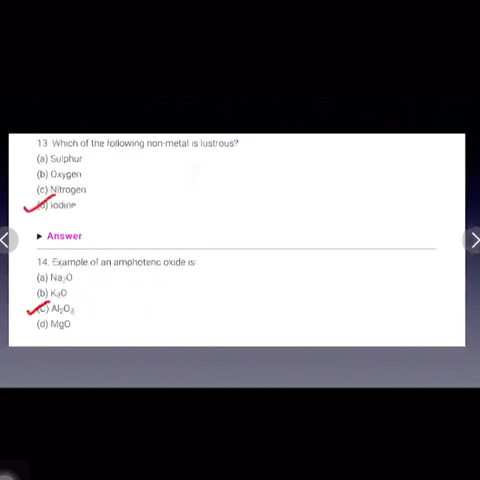 13 Which of the following non-metal is lustrous?
(a) Sulphur
(b) Oxygen
(c) Nitrogen
(d) Iodine
Answer
14. Example of an amphoteric oxide is:
(a) Na₂O
(b) K₂O
(c) Al₂O₃
(d) MgO